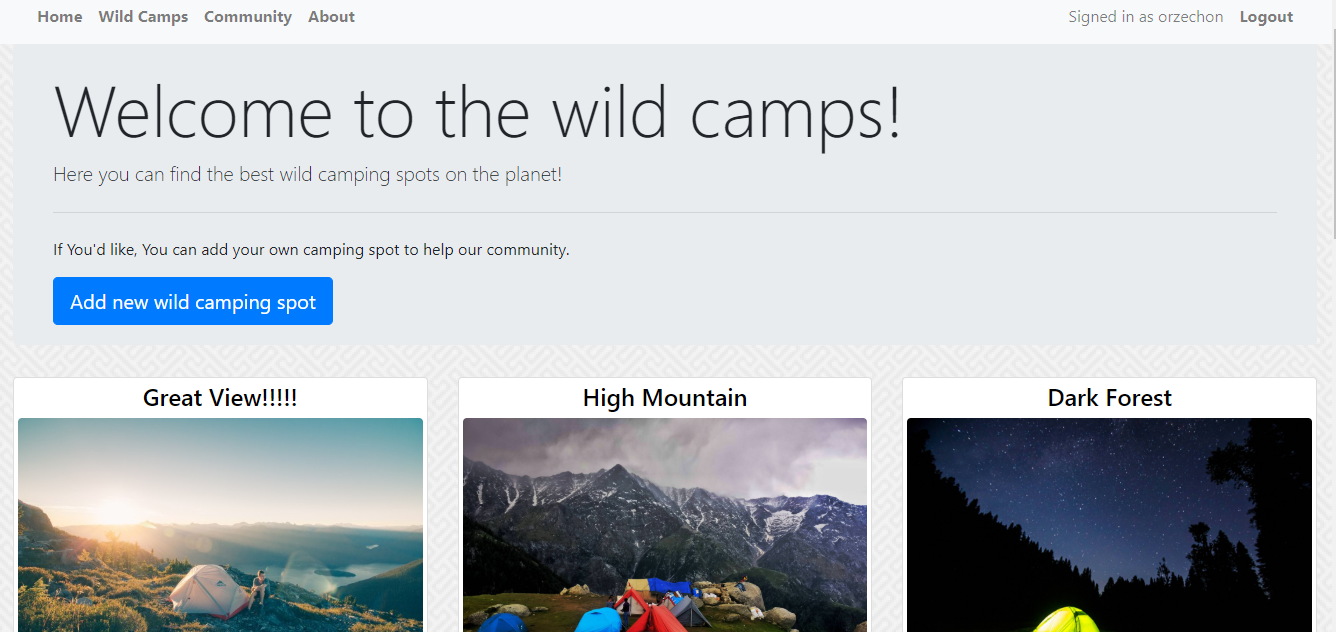 Home Wild Camps Community About Signed in as orzechon Logout
Welcome to the wild camps!
Here you can find the best wild camping spots on the planet!
If You'd like, You can add your own camping spot to help our community.
Add new wild camping spot
Great View!!!!!
High Mountain
Dark Forest